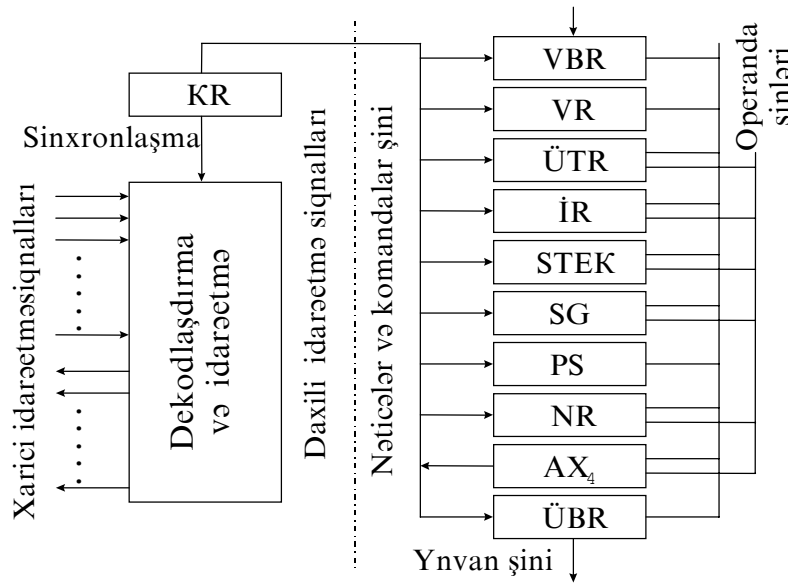 KR
Sinxronlaşma
Xarici idarəetməsiqnalları
Dekodlaşdırma
və idarəetmə
Daxili idarəetmə siqnalları
Nəticələr və komandalar şini
VBR
VR
ÜTR
İR
STEK
SG
PS
NR
AX₄
ÜBR
Ynvan şini
Operanda
sinləri